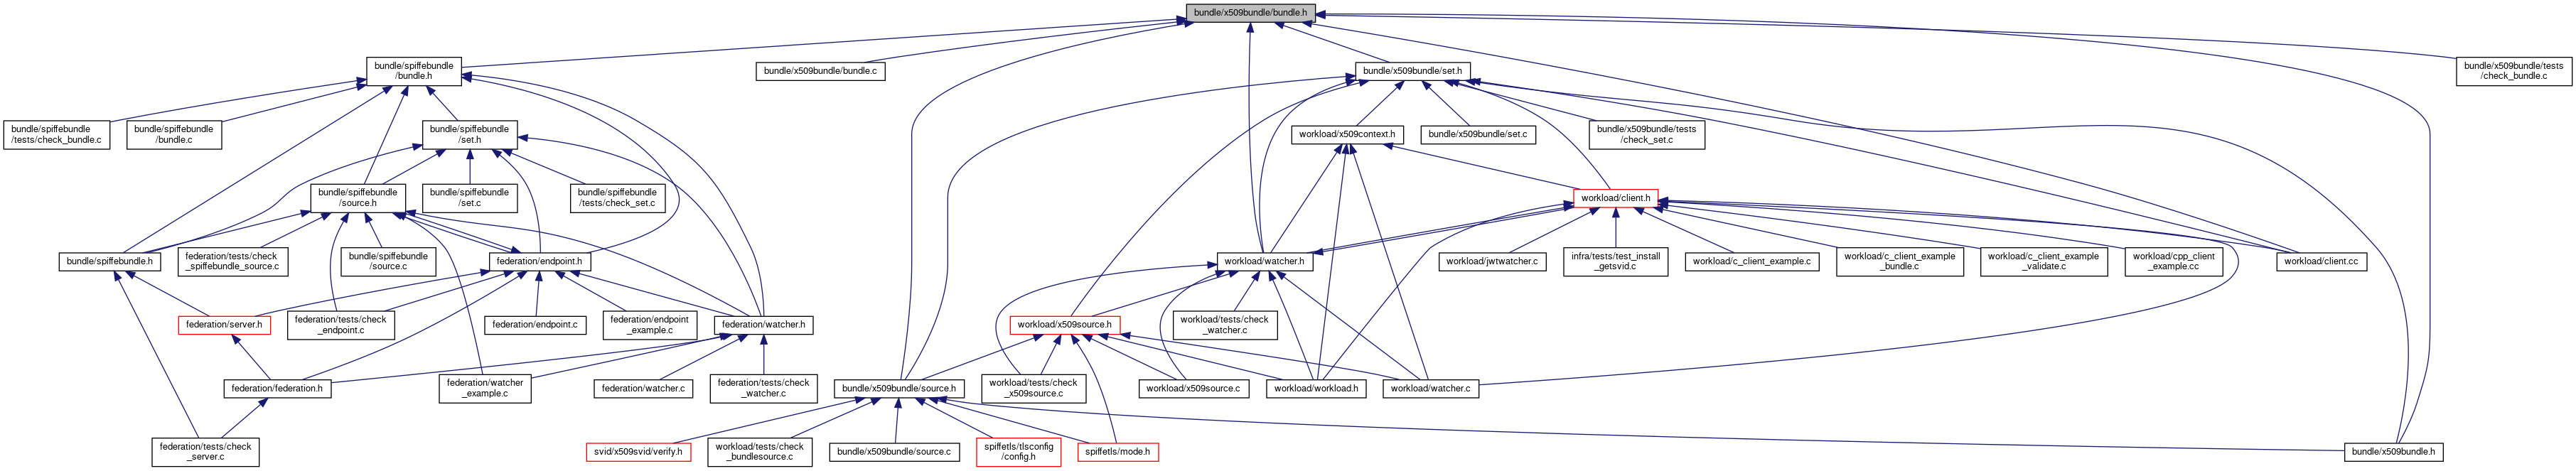 bundle/x509bundle/bundle.h
bundle/spiffebundle
/bundle.h
bundle/x509bundle/bundle.c
bundle/x509bundle/set.h
bundle/x509bundle/tests
/check_bundle.c
bundle/spiffebundle
/tests/check_bundle.c
bundle/spiffebundle
/bundle.c
bundle/spiffebundle
/set.h
workload/x509context.h
bundle/x509bundle/set.c
bundle/x509bundle/tests
/check_set.c
bundle/spiffebundle
/source.h
bundle/spiffebundle
/set.c
bundle/spiffebundle
/tests/check_set.c
workload/client.h
bundle/spiffebundle.h
federation/tests/check
_spiffebundle_source.c
bundle/spiffebundle
/source.c
federation/endpoint.h
workload/watcher.h
workload/jwtwatcher.c
infra/tests/test_install
_getsvid.c
workload/c_client_example.c
workload/c_client_example
_bundle.c
workload/c_client_example
_validate.c
workload/cpp_client
_example.cc
workload/client.cc
federation/server.h
federation/tests/check
_endpoint.c
federation/endpoint.c
federation/endpoint
_example.c
federation/watcher.h
workload/x509source.h
workload/tests/check
_watcher.c
federation/federation.h
federation/watcher
_example.c
federation/watcher.c
federation/tests/check
_watcher.c
bundle/x509bundle/source.h
workload/tests/check
_x509source.c
workload/x509source.c
workload/workload.h
workload/watcher.c
federation/tests/check
_server.c
svid/x509svid/verify.h
workload/tests/check
_bundlesource.c
bundle/x509bundle/source.c
spiffetls/tlsconfig
/config.h
spiffetls/mode.h
bundle/x509bundle.h